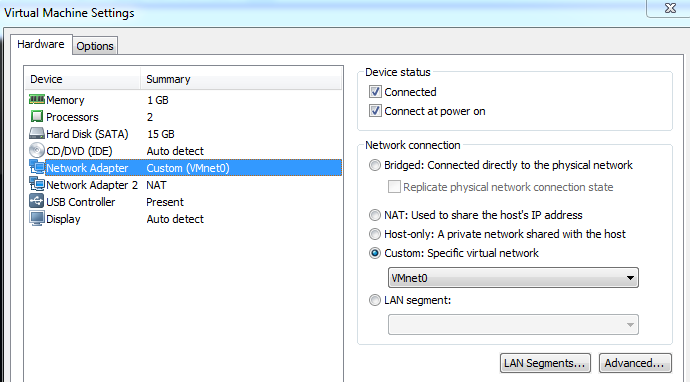 Virtual Machine Settings
Hardware Options
Device Summary
Memory 1 GB
Processors 2
Hard Disk (SATA) 15 GB
CD/DVD (IDE) Auto detect
Network Adapter Custom (VMnet0)
Network Adapter 2 NAT
USB Controller Present
Display Auto detect
Device status
Connected
Connect at power on
Network connection
Bridged: Connected directly to the physical network
Replicate physical network connection state
NAT: Used to share the host's IP address
Host-only: A private network shared with the host
Custom: Specific virtual network
VMnet0
LAN segment:
LAN Segments... Advanced...